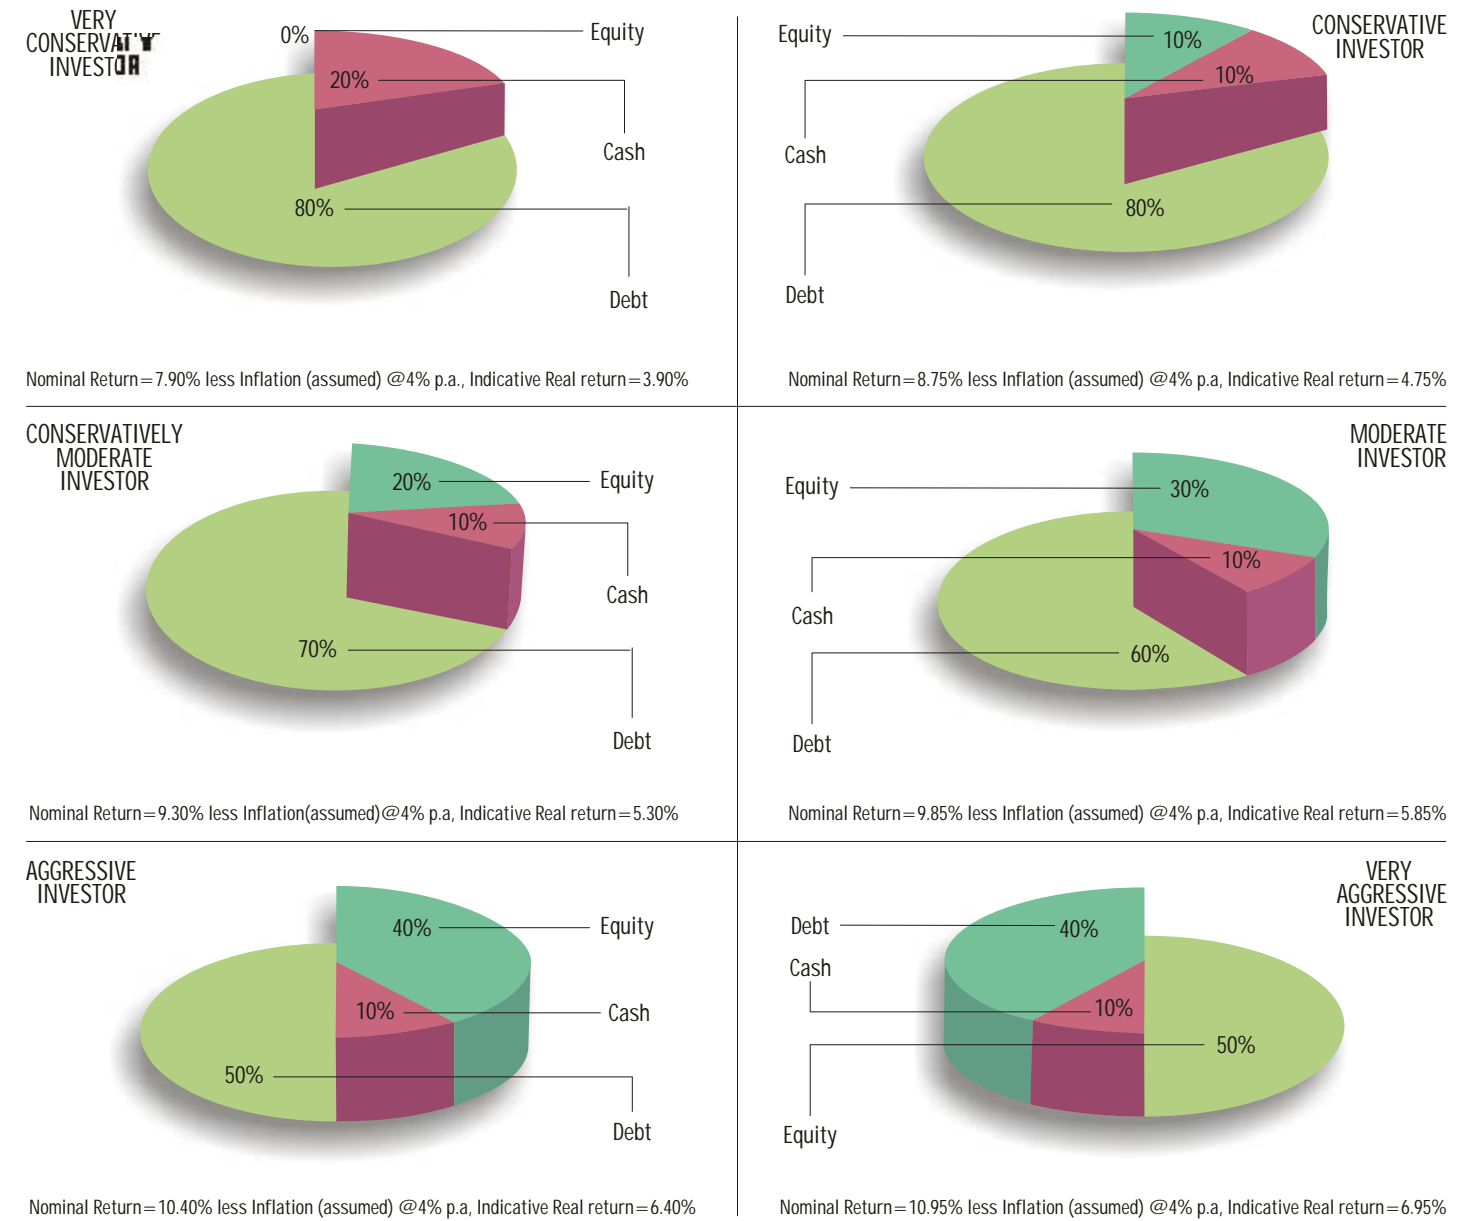 VERY
CONSERVATIVE
INVESTOR
0%
Equity
20%
Cash
80%
Debt
Nominal Return=7.90% less Inflation (assumed) @4% p.a., Indicative Real return=3.90%
CONSERVATIVE
INVESTOR
Equity
10%
10%
Cash
80%
Debt
Nominal Return=8.75% less Inflation (assumed) @4% p.a, Indicative Real return=4.75%
CONSERVATIVELY
MODERATE
INVESTOR
20%
Equity
10%
Cash
70%
Debt
Nominal Return=9.30% less Inflation(assumed)@4% p.a, Indicative Real return=5.30%
MODERATE
INVESTOR
Equity
30%
10%
Cash
60%
Debt
Nominal Return=9.85% less Inflation (assumed) @4% p.a, Indicative Real return=5.85%
AGGRESSIVE
INVESTOR
40%
Equity
10%
Cash
50%
Debt
Nominal Return=10.40% less Inflation (assumed) @4% p.a, Indicative Real return=6.40%
VERY
AGGRESSIVE
INVESTOR
Debt
40%
Cash
10%
50%
Equity
Nominal Return=10.95% less Inflation (assumed) @4% p.a, Indicative Real return=6.95%